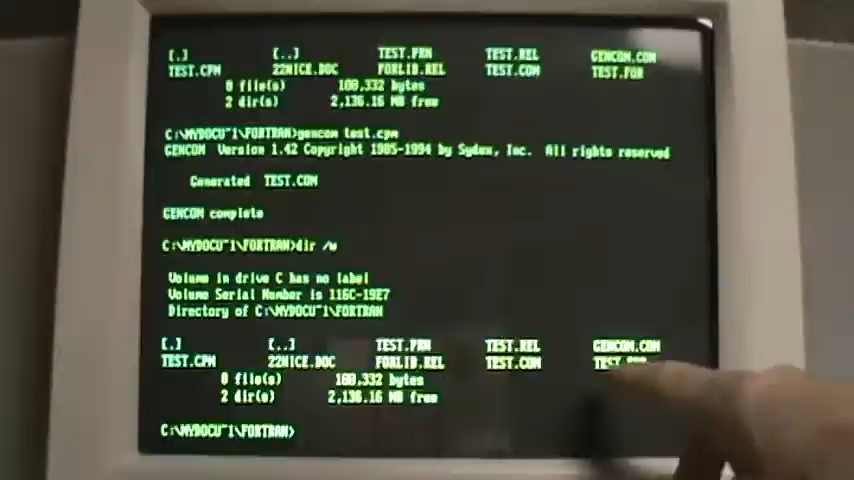 [.] [..] TEST.PRN TEST.REL GENCOM.COM
TEST.CPM 22NICE.DOC FORLIB.REL TEST.COM TEST.FOR
8 file(s) 180,332 bytes
2 dir(s) 2,136.16 MB free
C:\MYDOCU~1\FORTRAN>gencom test.cpm
GENCOM Version 1.42 Copyright 1985-1994 by Sydex, Inc. All rights reserved
Generated TEST.COM
GENCOM complete
C:\MYDOCU~1\FORTRAN>dir /w
Volume in drive C has no label
Volume Serial Number is 116C-19E7
Directory of C:\MYDOCU~1\FORTRAN
[.] [..] TEST.PRN TEST.REL GENCOM.COM
TEST.CPM 22NICE.DOC FORLIB.REL TEST.COM TEST.FOR
8 file(s) 180,332 bytes
2 dir(s) 2,136.16 MB free
C:\MYDOCU~1\FORTRAN>